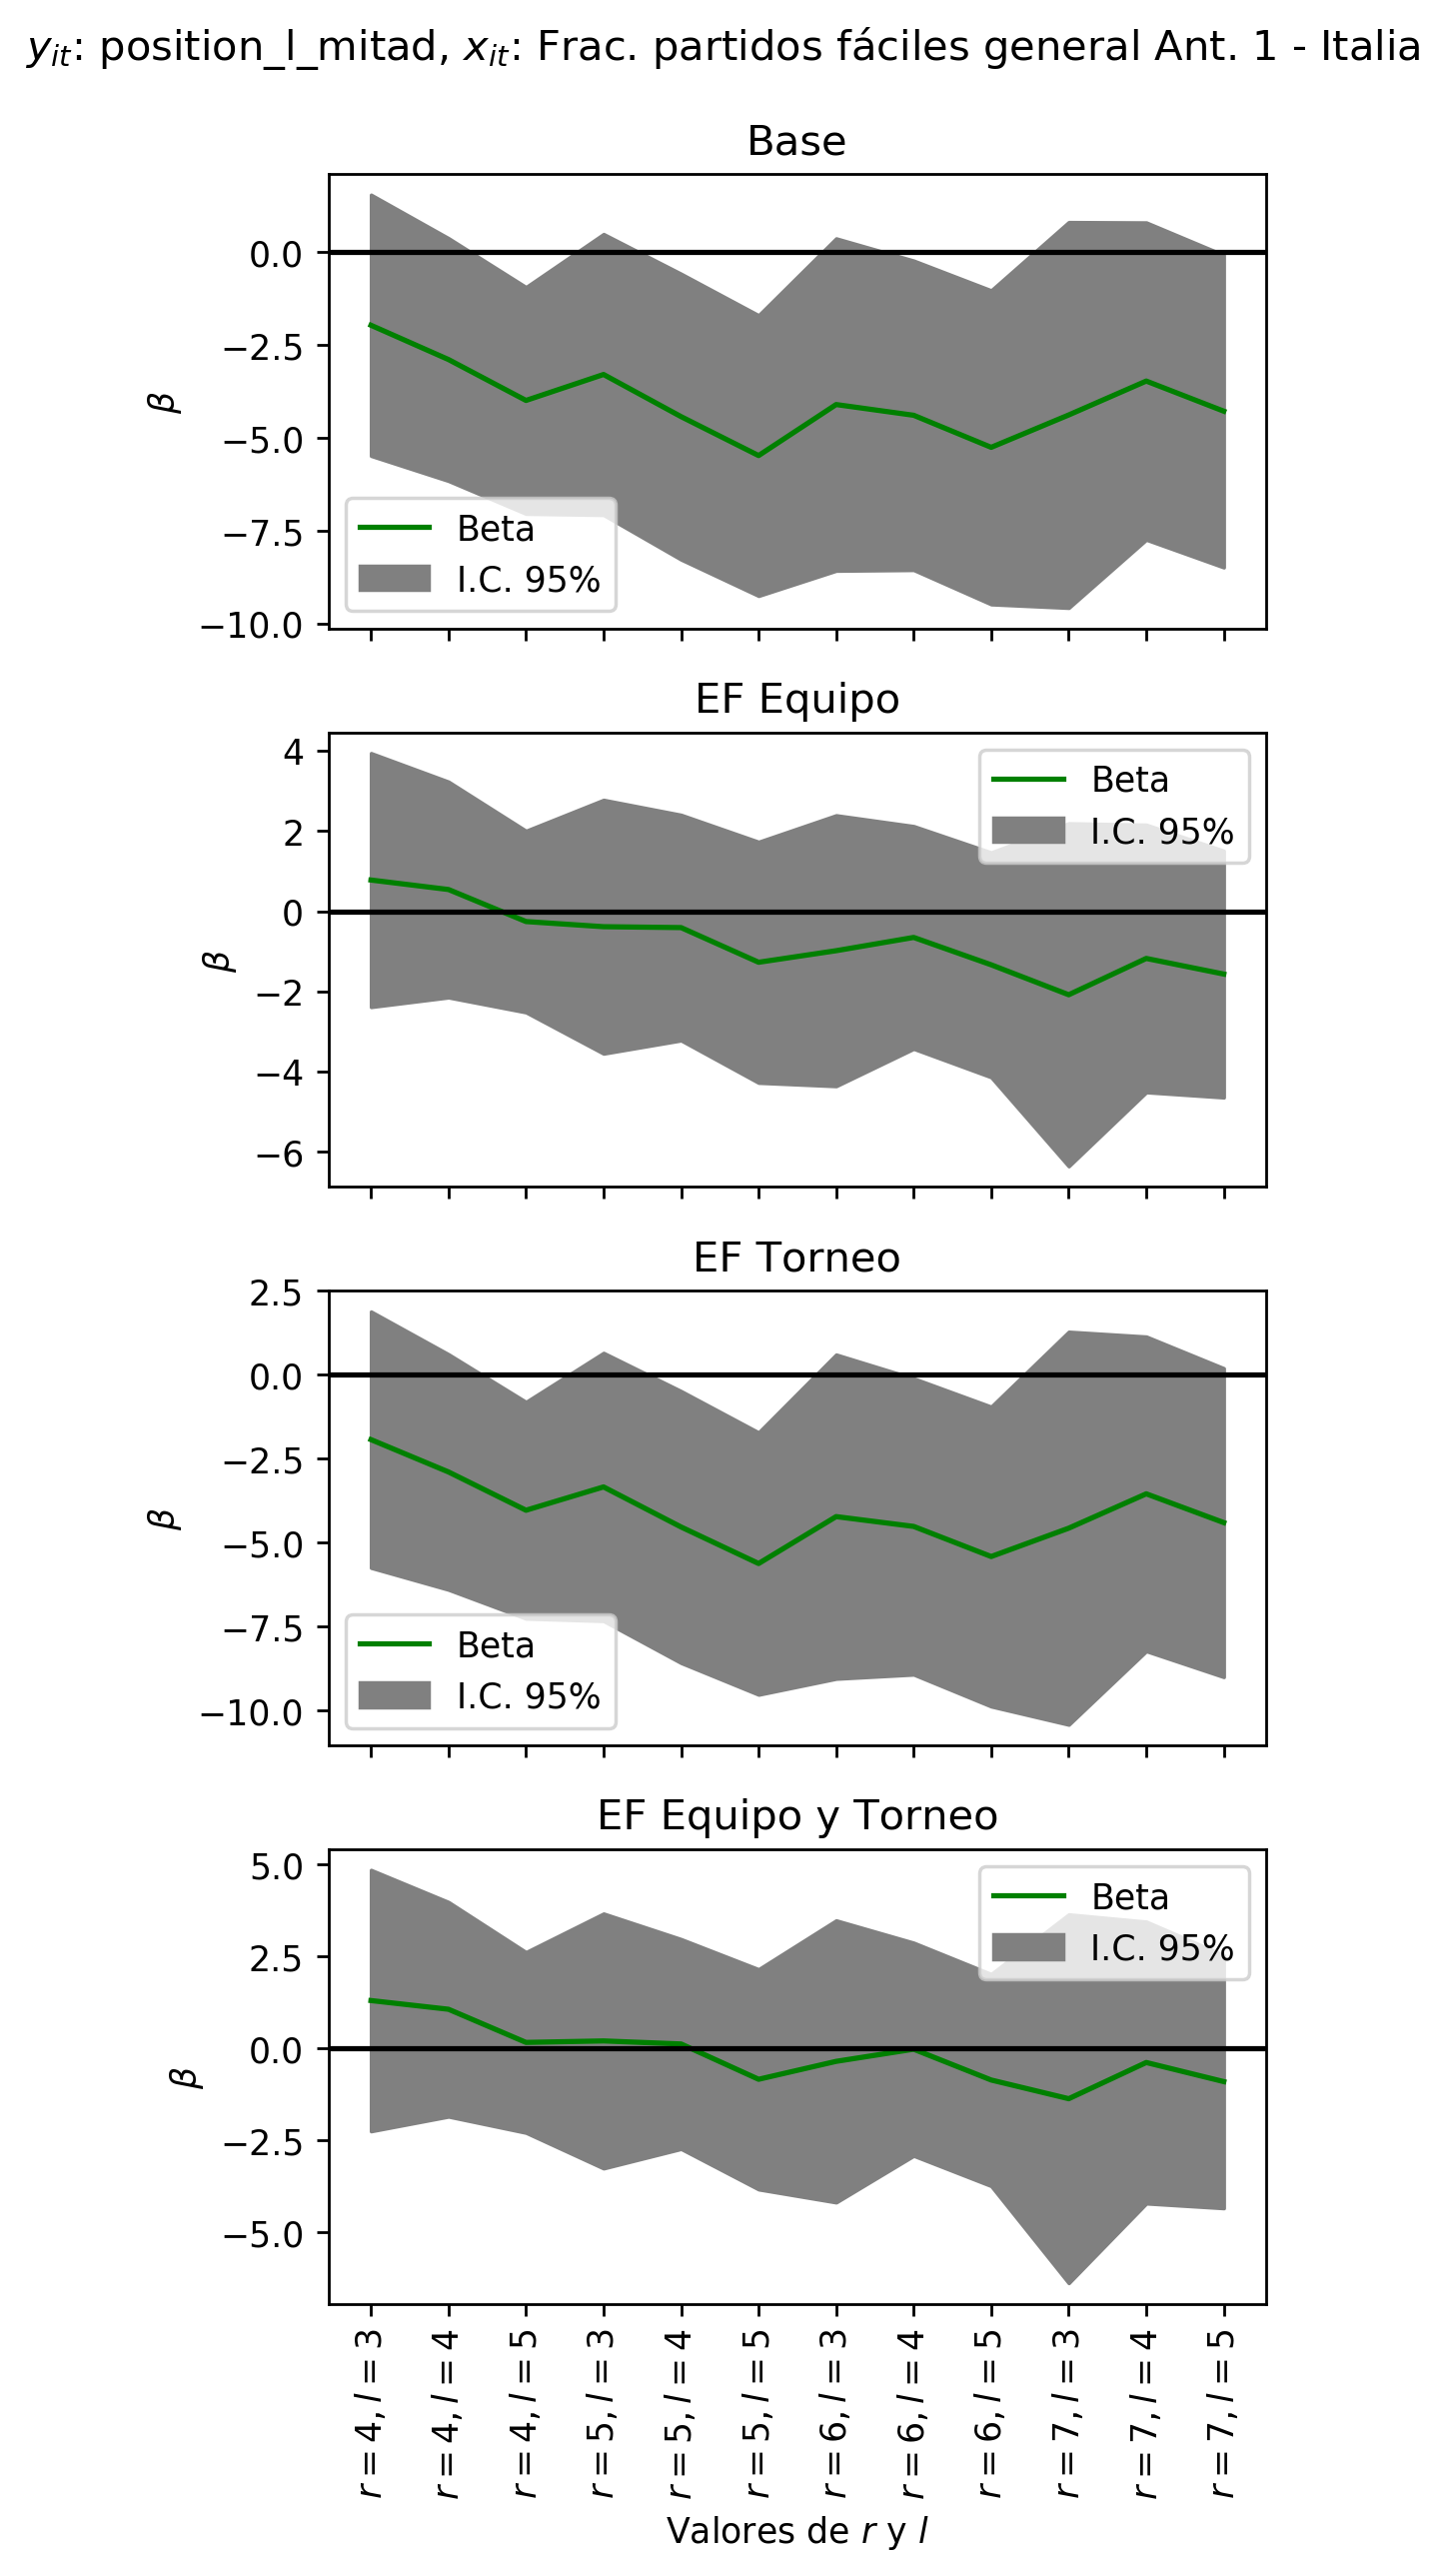 y_it: position_l_mitad, x_it: Frac. partidos fáciles general Ant. 1 - Italia
Base
0.0
−2.5
−5.0
−7.5
−10.0
β
Beta
I.C. 95%
EF Equipo
4
2
0
−2
−4
−6
β
Beta
I.C. 95%
EF Torneo
2.5
0.0
−2.5
−5.0
−7.5
−10.0
β
Beta
I.C. 95%
EF Equipo y Torneo
5.0
2.5
0.0
−2.5
−5.0
β
Beta
I.C. 95%
r = 4, l = 3
r = 4, l = 4
r = 4, l = 5
r = 5, l = 3
r = 5, l = 4
r = 5, l = 5
r = 6, l = 3
r = 6, l = 4
r = 6, l = 5
r = 7, l = 3
r = 7, l = 4
r = 7, l = 5
Valores de r y l